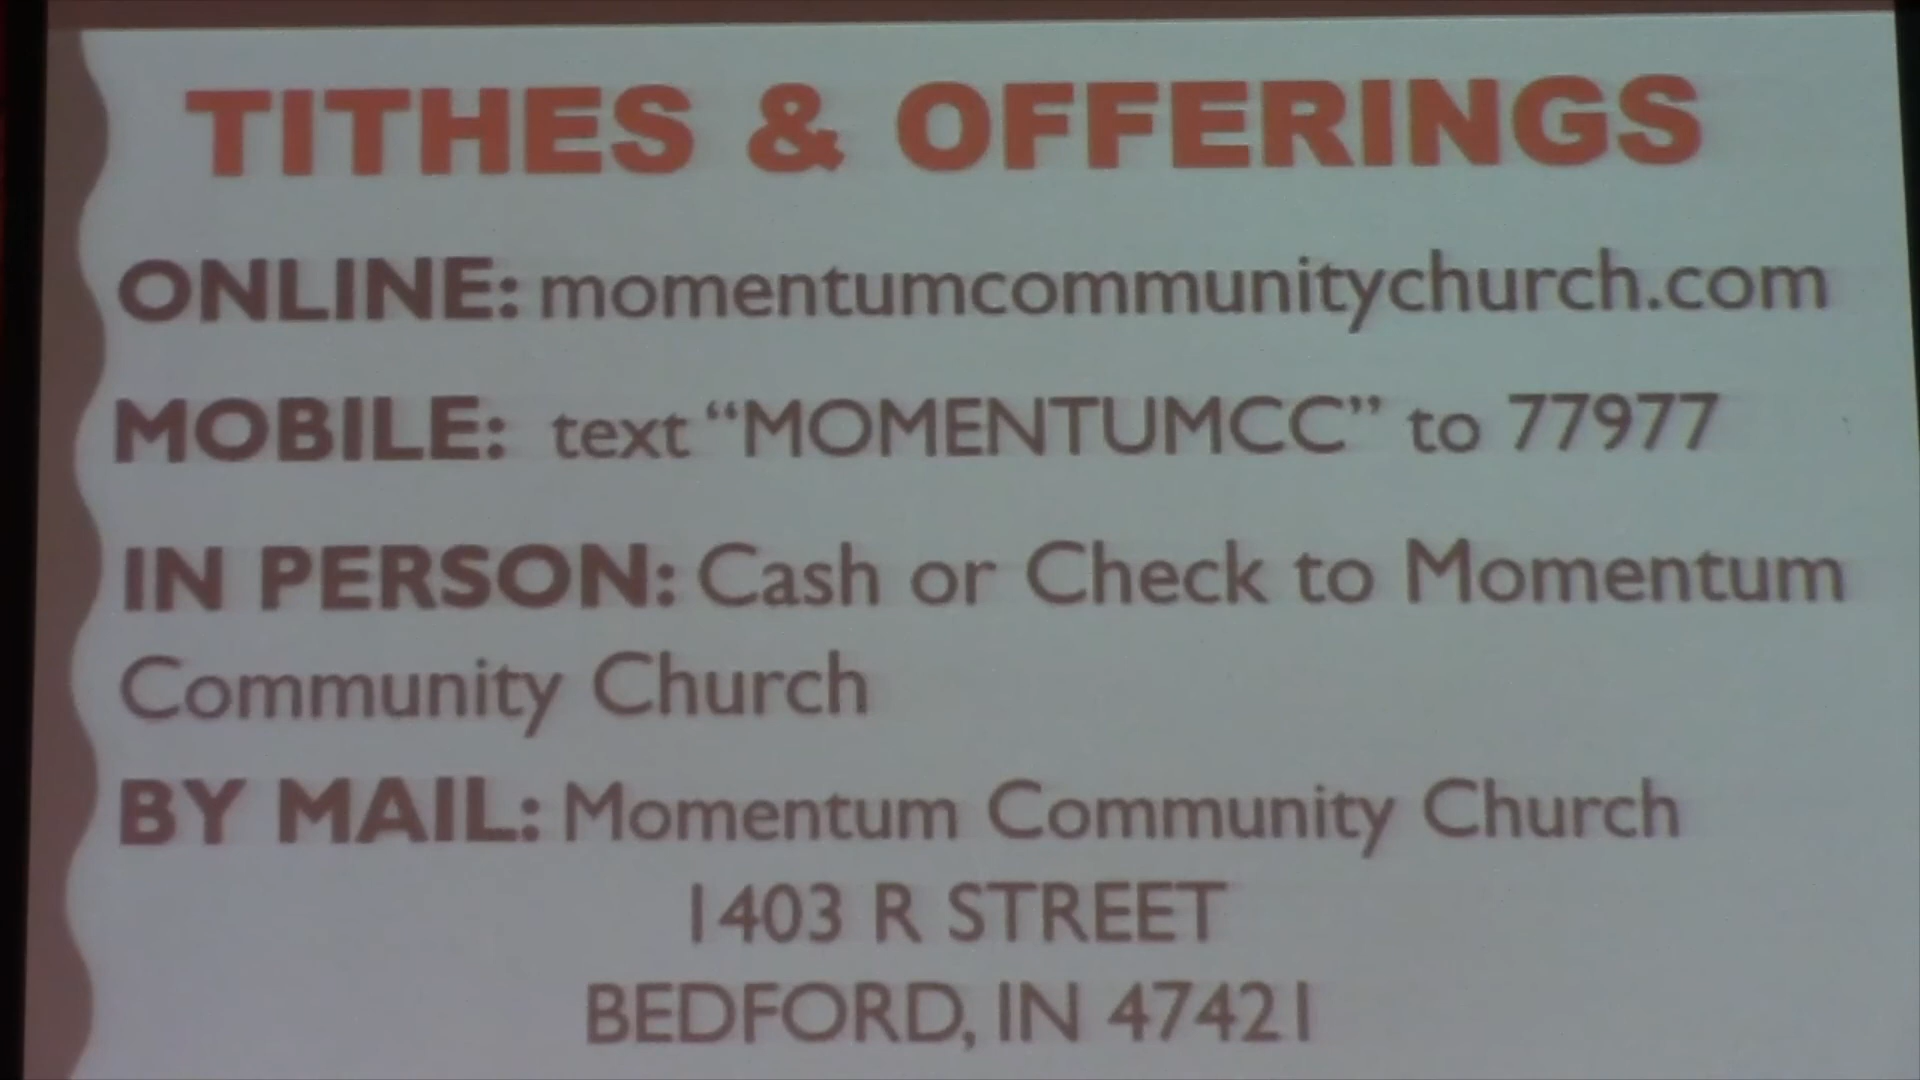 TITHES & OFFERINGS
ONLINE: momentumcommunitychurch.com
MOBILE: text “MOMENTUMCC” to 77977
IN PERSON: Cash or Check to Momentum
Community Church
BY MAIL: Momentum Community Church
1403 R STREET
BEDFORD, IN 47421